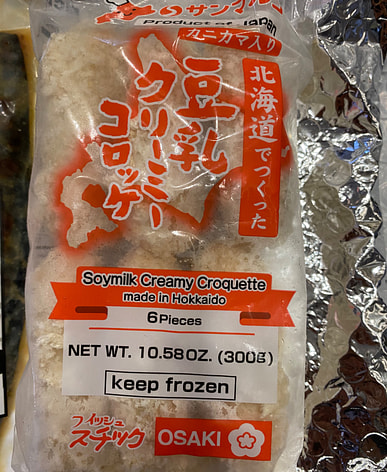 サングル
Product of Japan
カニカマ入り
北海道でつくった
豆乳
クリーミー
コロッケ
Soymilk Creamy Croquette
made in Hokkaido
6 Pieces
NET WT. 10.58OZ. (300g)
keep frozen
フィッシュ
スチック
OSAKI